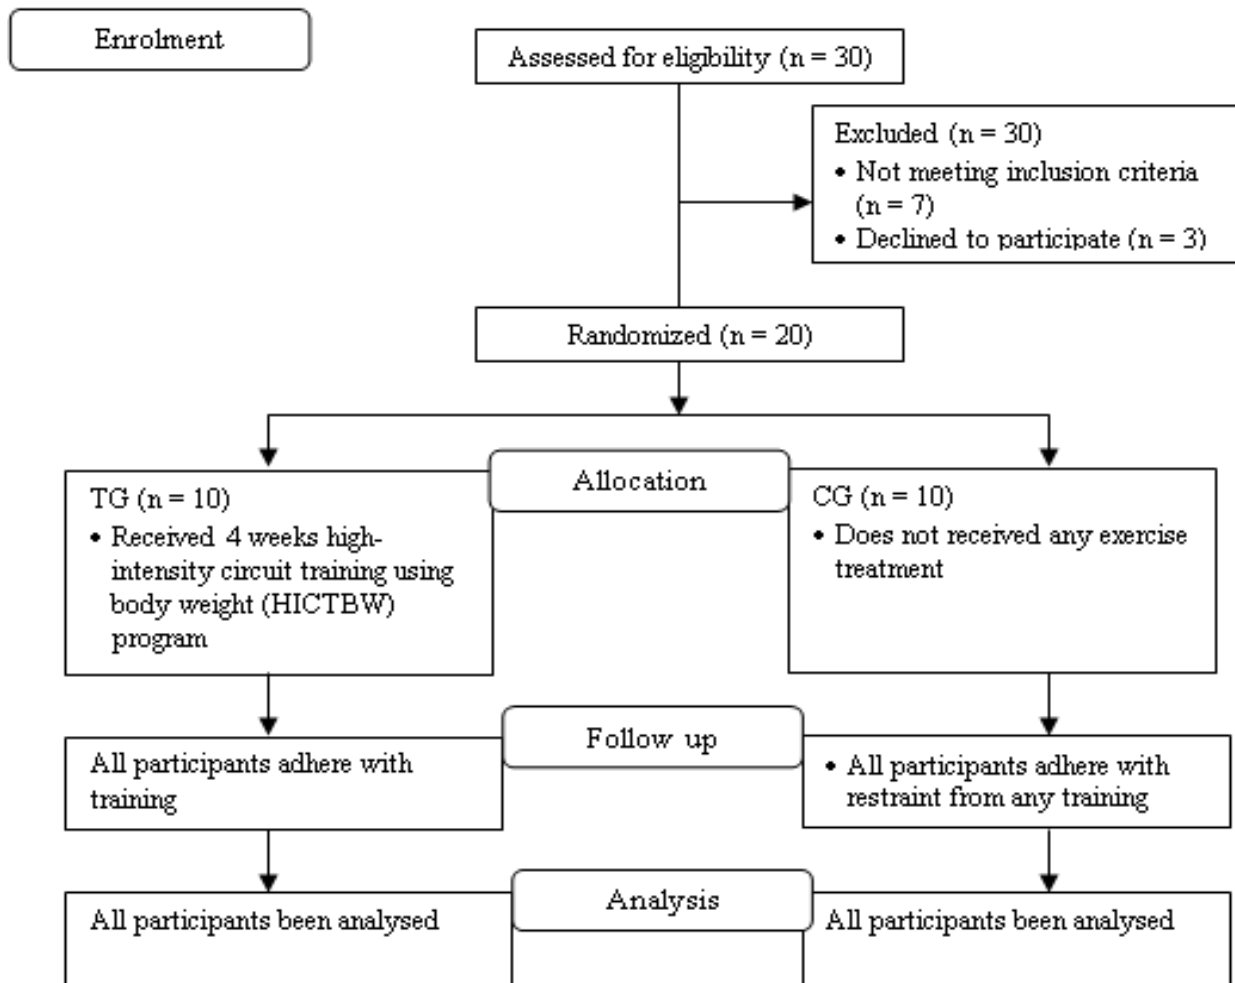 Enrolment
Assessed for eligibility (n = 30)
Excluded (n = 30)
• Not meeting inclusion criteria
(n = 7)
• Declined to participate (n = 3)
Randomized (n = 20)
Allocation
TG (n = 10)
• Received 4 weeks high-
intensity circuit training using
body weight (HICTBW)
program
CG (n = 10)
• Does not received any exercise
treatment
Follow up
All participants adhere with
training
• All participants adhere with
restraint from any training
Analysis
All participants been analysed
All participants been analysed